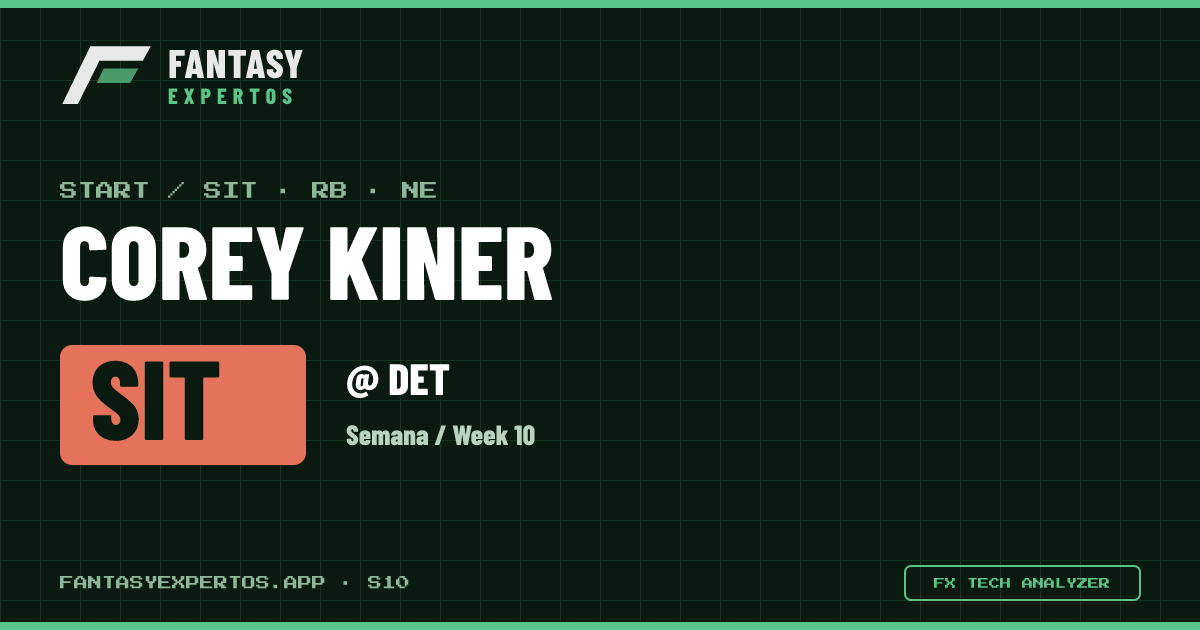 FANTASY
EXPERTOS
START / SIT · RB · NE
COREY KINER
SIT
@ DET
Semana / Week 10
FANTASYEXPERTOS.APP · S10
FX TECH ANALYZER